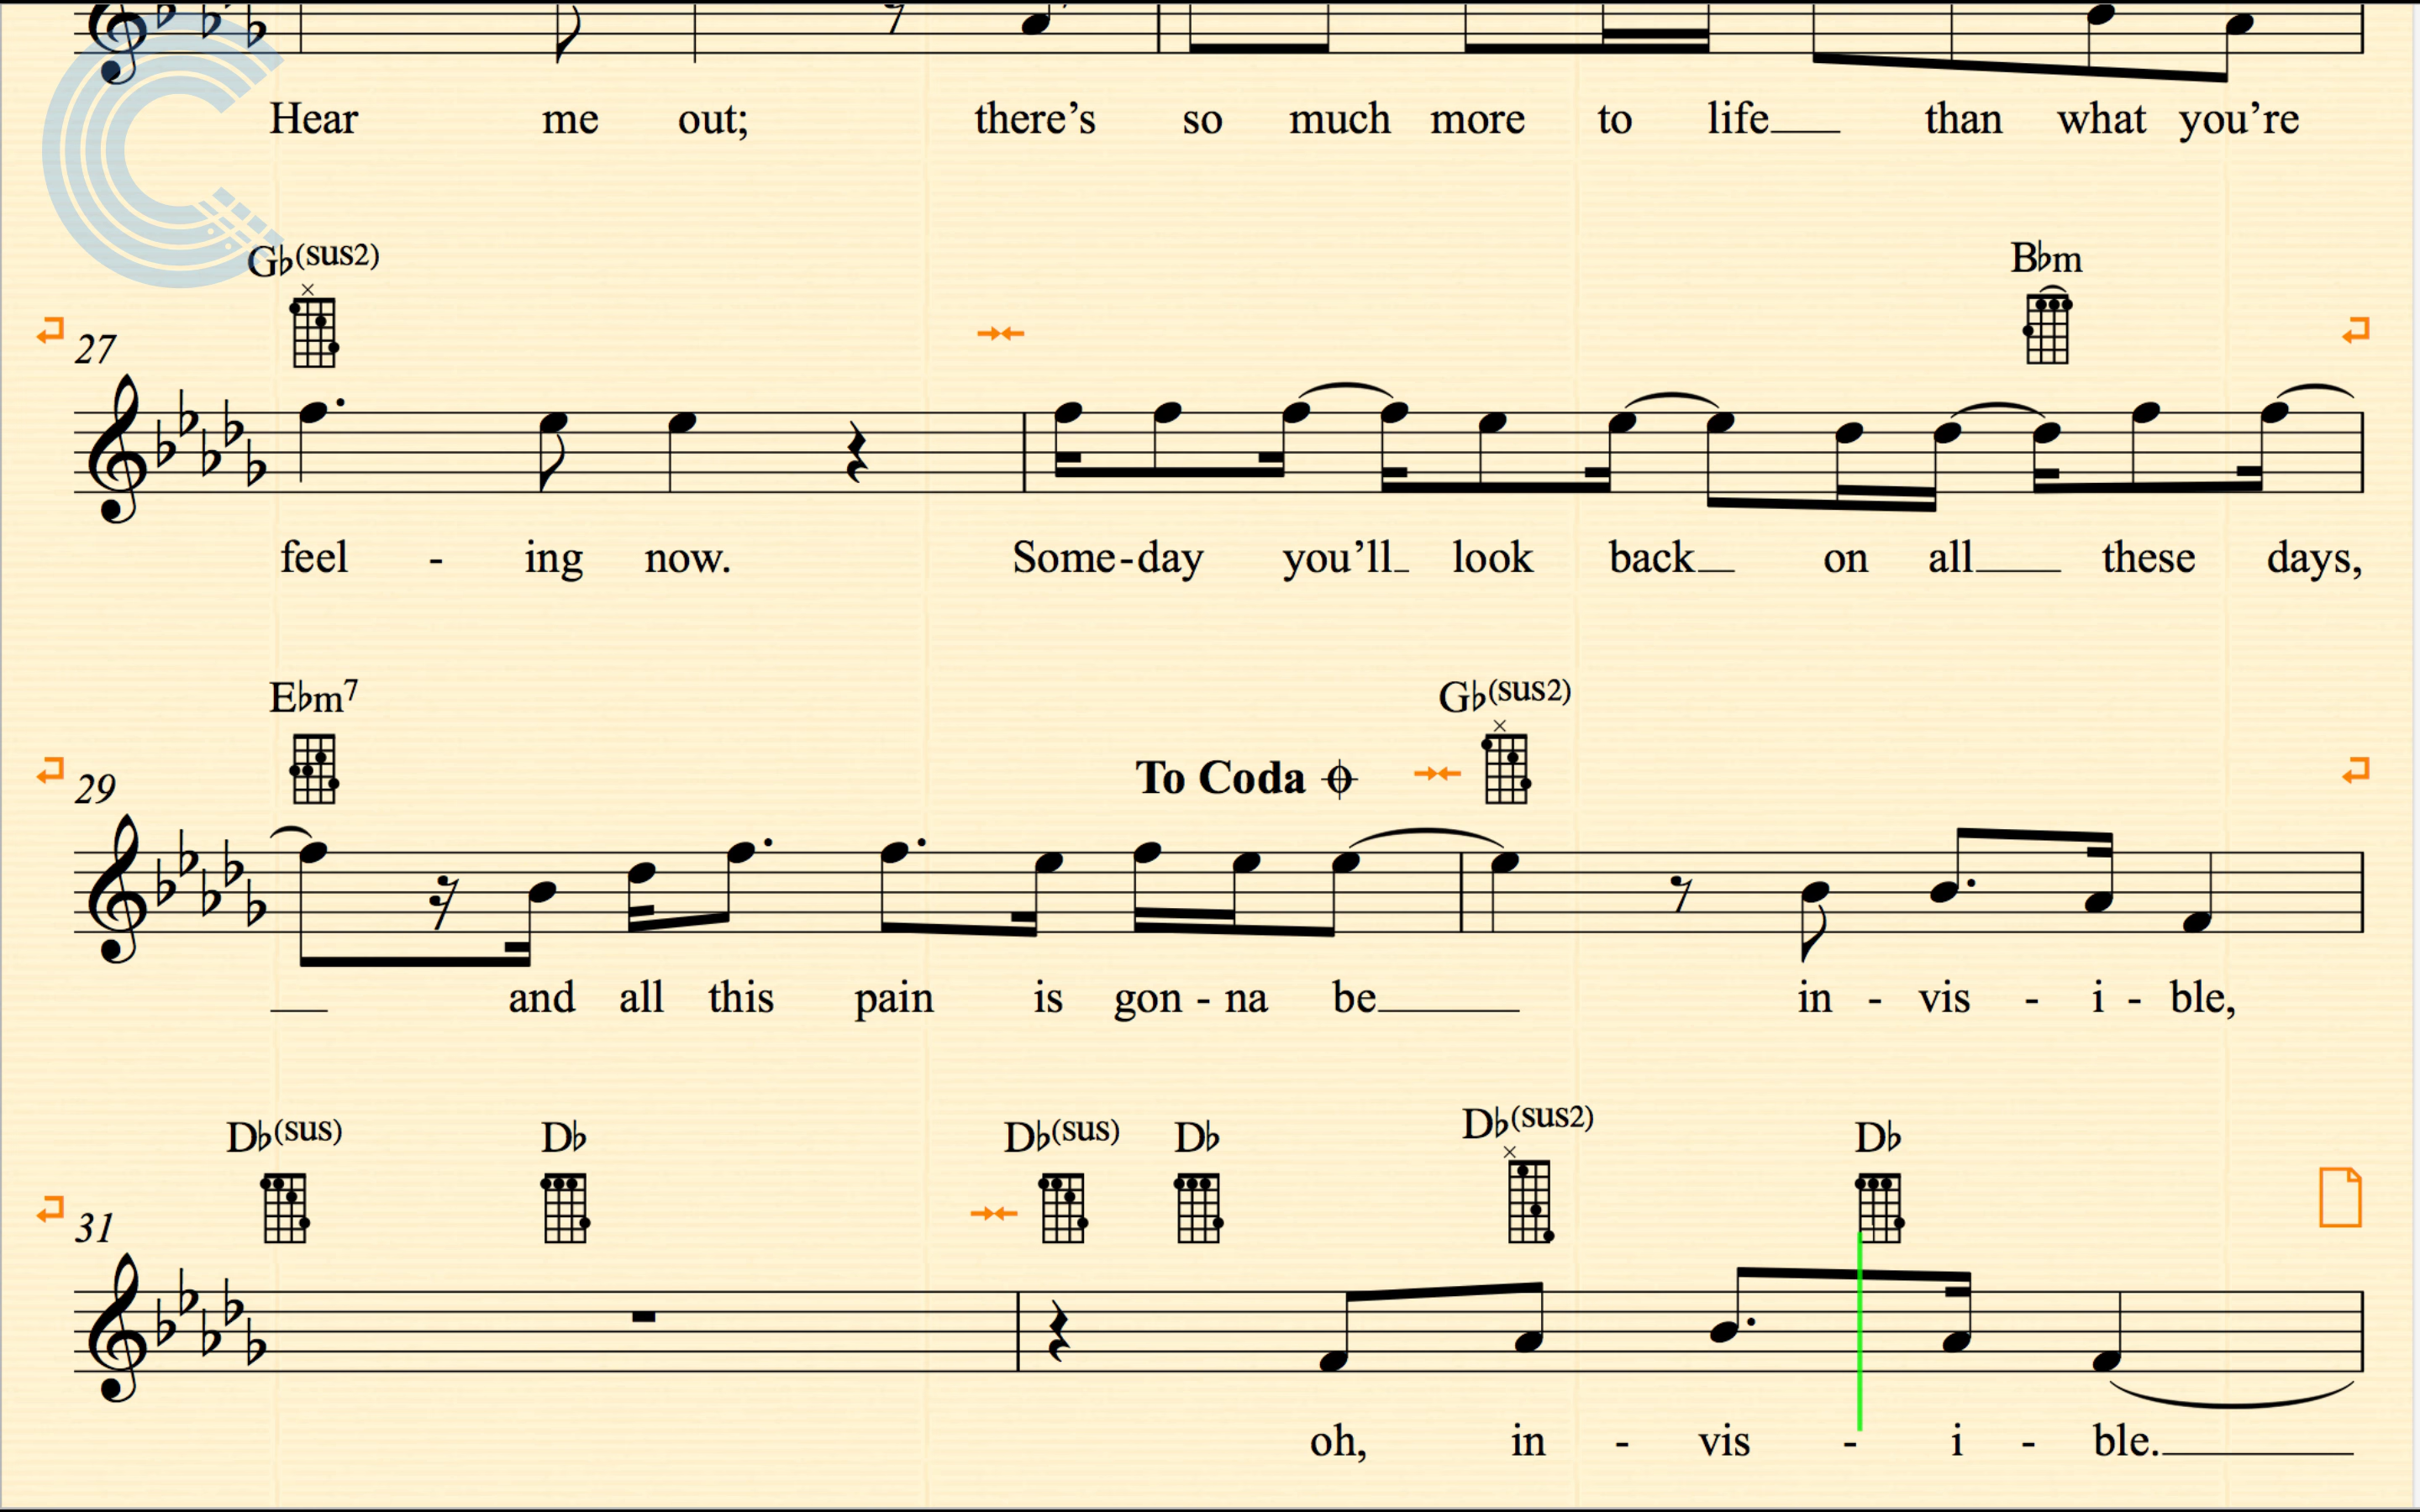 Hear me out; there's so much more to life than what you're
G♭(sus2) B♭m
27
feel - ing now. Some-day you'll look back on all these days,
E♭m7 G♭(sus2)
To Coda
29
and all this pain is gon - na be in - vis - i - ble,
D♭(sus) D♭ D♭(sus) D♭ D♭(sus2) D♭
31
oh, in - vis - i - ble.